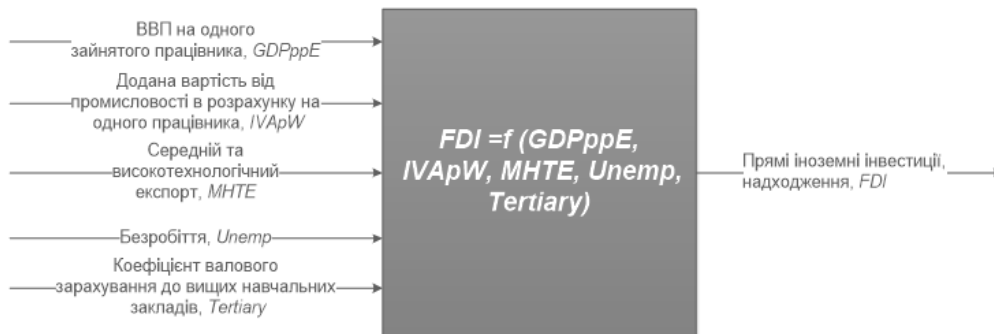 ВВП на одного
зайнятого працівника, GDPppE
Додана вартість від
промисловості в розрахунку на
одного працівника, IVApW
Середній та
високотехнологічний
експорт, MHTE
Безробіття, Unemp
Коефіцієнт валового
зарахування до вищих навчальних
закладів, Tertiary
FDI =f (GDPppE,
IVApW, MHTE, Unemp,
Tertiary)
Прямі іноземні інвестиції,
надходження, FDI